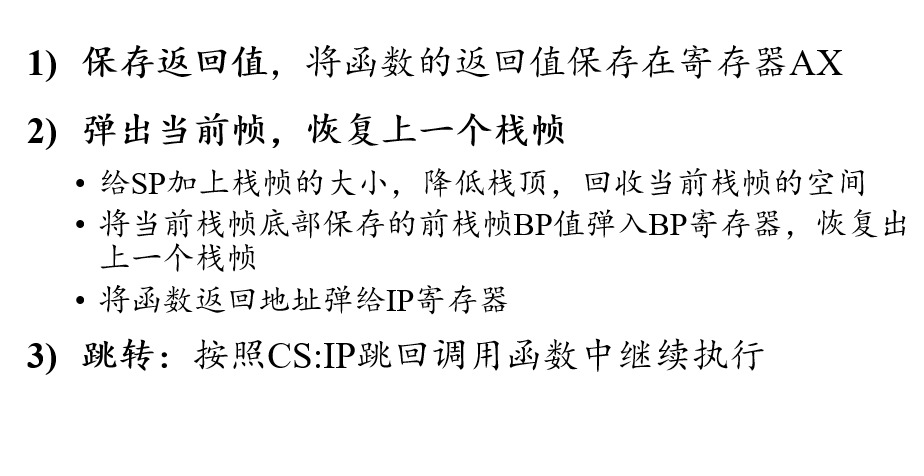 1) 保存返回值，将函数的返回值保存在寄存器AX
2) 弹出当前帧，恢复上一个栈帧
• 给SP加上栈帧的大小，降低栈顶，回收当前栈帧的空间
• 将当前栈帧底部保存的前栈帧BP值弹入BP寄存器，恢复出
上一个栈帧
• 将函数返回地址弹给IP寄存器
3) 跳转：按照CS:IP跳回调用函数中继续执行